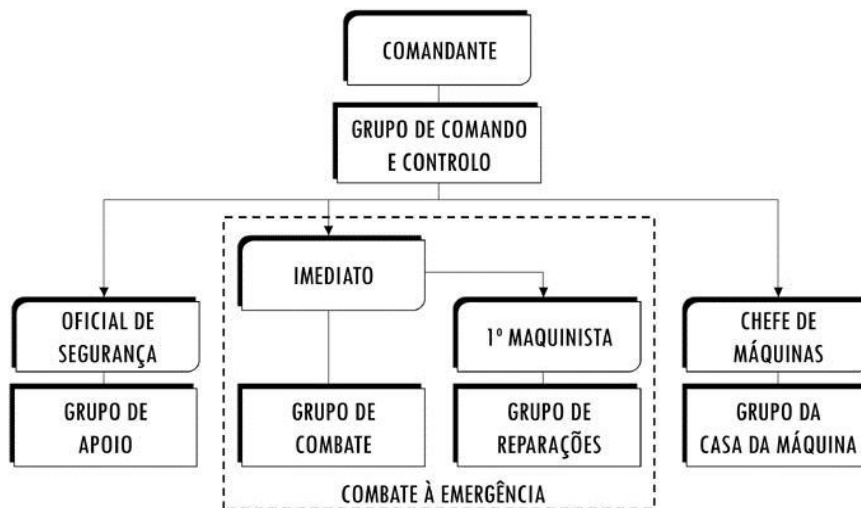 COMANDANTE
GRUPO DE COMANDO
E CONTROLO
IMEDIATO
OFICIAL DE
SEGURANÇA
1º MAQUINISTA
CHEFE DE
MÁQUINAS
GRUPO DE
APOIO
GRUPO DE
COMBATE
GRUPO DE
REPARAÇÕES
GRUPO DA
CASA DA MÁQUINA
COMBATE À EMERGÊNCIA